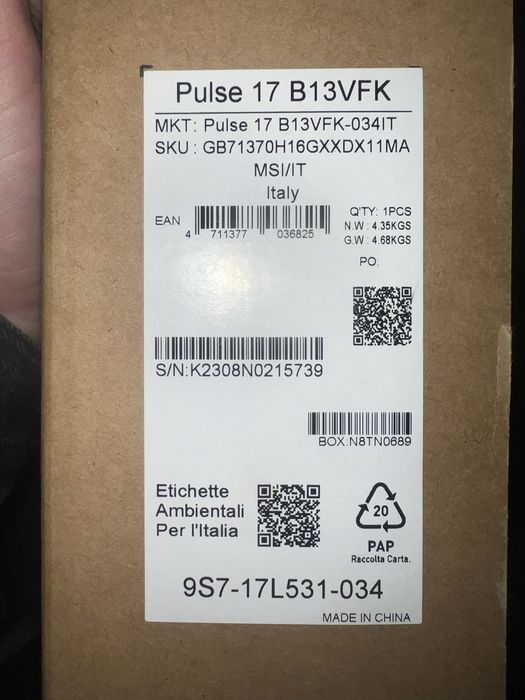 Pulse 17 B13VFK
MKT: Pulse 17 B13VFK-034IT
SKU : GB71370H16GXXDX11MA
MSI/IT
Italy
EAN
4 711377 036825
Q'TY: 1PCS
N.W : 4.35KGS
G.W : 4.68KGS
PO:
S/N:K2308N0215739
BOX:N8TN0689
Etichette
Ambientali
Per l'Italia
20
PAP
Raccolta Carta.
9S7-17L531-034
MADE IN CHINA